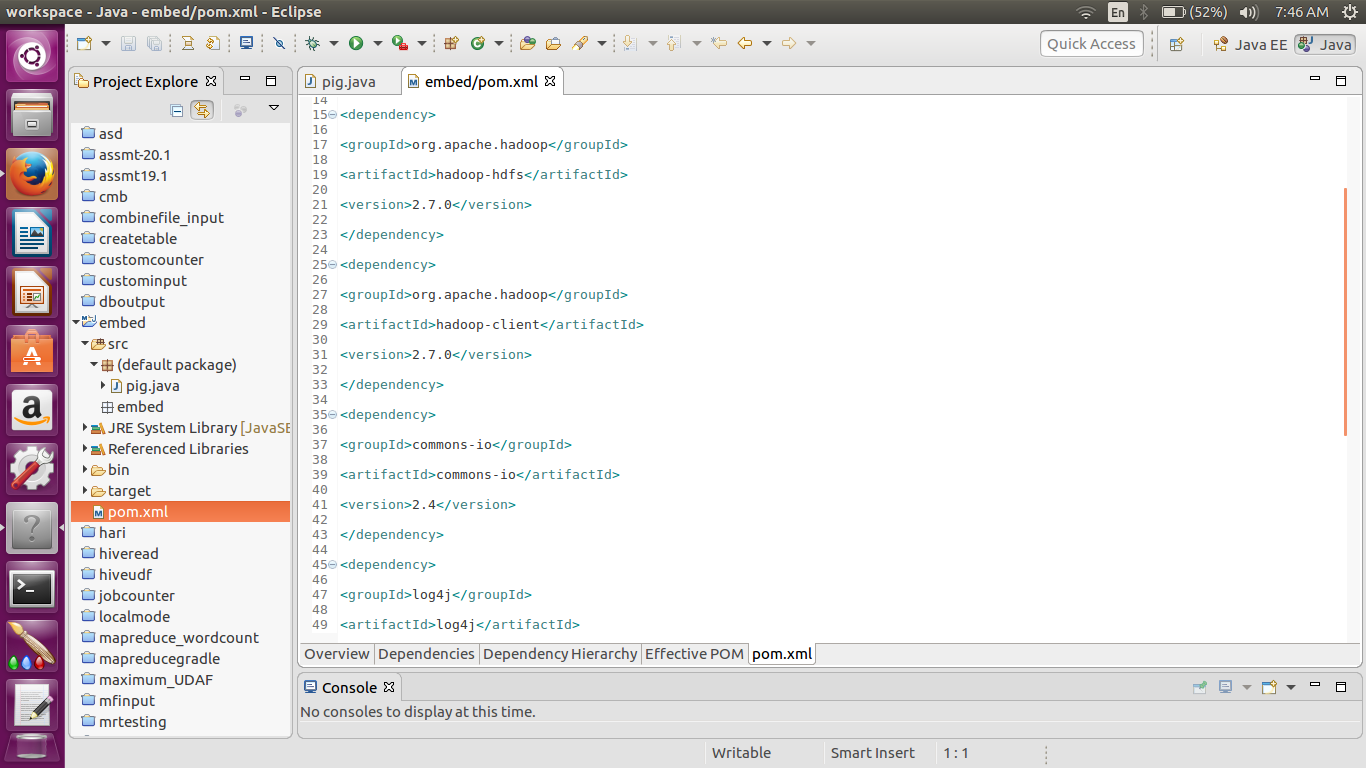 workspace - Java - embed/pom.xml - Eclipse
En
(52%)
7:46 AM
Quick Access
Java EE
Java
Project Explore
pig.java
embed/pom.xml
asd
assmt-20.1
assmt19.1
cmb
combinefile_input
createtable
customcounter
custominput
dboutput
embed
src
(default package)
pig.java
embed
JRE System Library [JavaSE
Referenced Libraries
bin
target
pom.xml
hari
hiveread
hiveudf
jobcounter
localmode
mapreduce_wordcount
mapreducegradle
maximum_UDAF
mfinput
mrtesting
14
15 <dependency>
16
17 <groupId>org.apache.hadoop</groupId>
18
19 <artifactId>hadoop-hdfs</artifactId>
20
21 <version>2.7.0</version>
22
23 </dependency>
24
25 <dependency>
26
27 <groupId>org.apache.hadoop</groupId>
28
29 <artifactId>hadoop-client</artifactId>
30
31 <version>2.7.0</version>
32
33 </dependency>
34
35 <dependency>
36
37 <groupId>commons-io</groupId>
38
39 <artifactId>commons-io</artifactId>
40
41 <version>2.4</version>
42
43 </dependency>
44
45 <dependency>
46
47 <groupId>log4j</groupId>
48
49 <artifactId>log4j</artifactId>
Overview
Dependencies
Dependency Hierarchy
Effective POM
pom.xml
Console
No consoles to display at this time.
Writable
Smart Insert
1 : 1